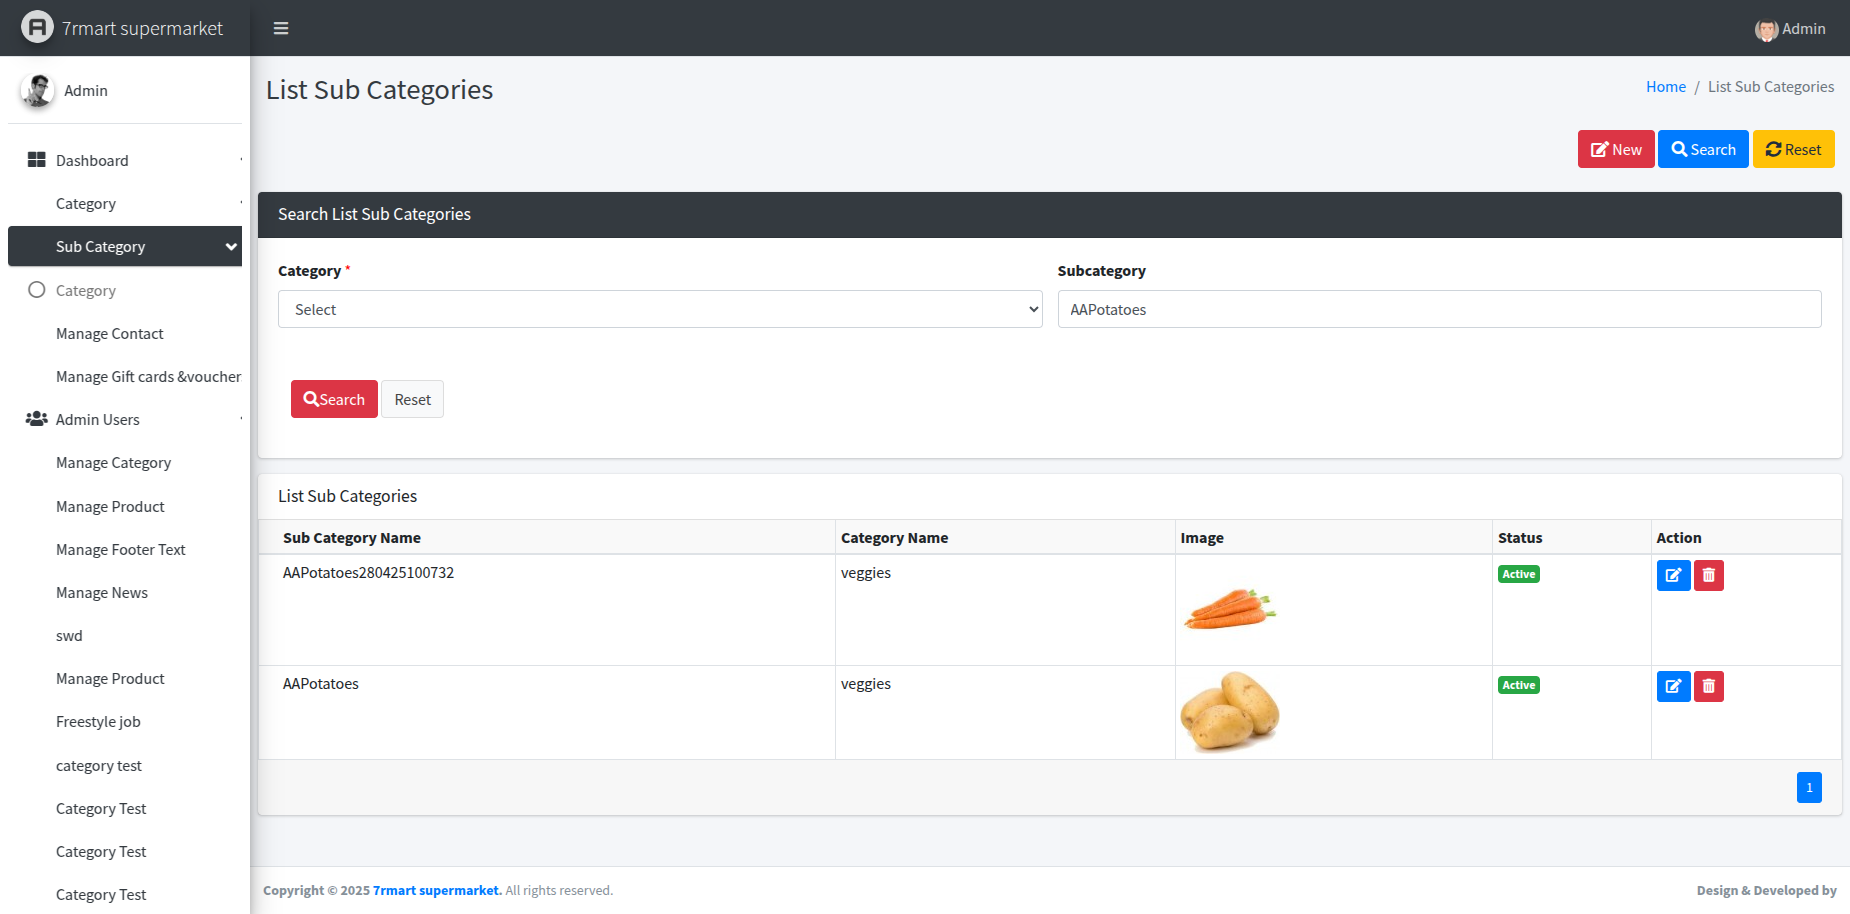 7rmart supermarket
Admin
Admin
List Sub Categories
Home / List Sub Categories
New
Search
Reset
Dashboard
Category
Sub Category
Category
Manage Contact
Manage Gift cards &voucher
Admin Users
Manage Category
Manage Product
Manage Footer Text
Manage News
swd
Manage Product
Freestyle job
category test
Category Test
Category Test
Category Test
Search List Sub Categories
Category *
Subcategory
Select
AAPotatoes
Search
Reset
List Sub Categories
Sub Category Name Category Name Image Status Action
AAPotatoes280425100732 veggies Active
AAPotatoes veggies Active
1
Copyright © 2025 7rmart supermarket. All rights reserved.
Design & Developed by